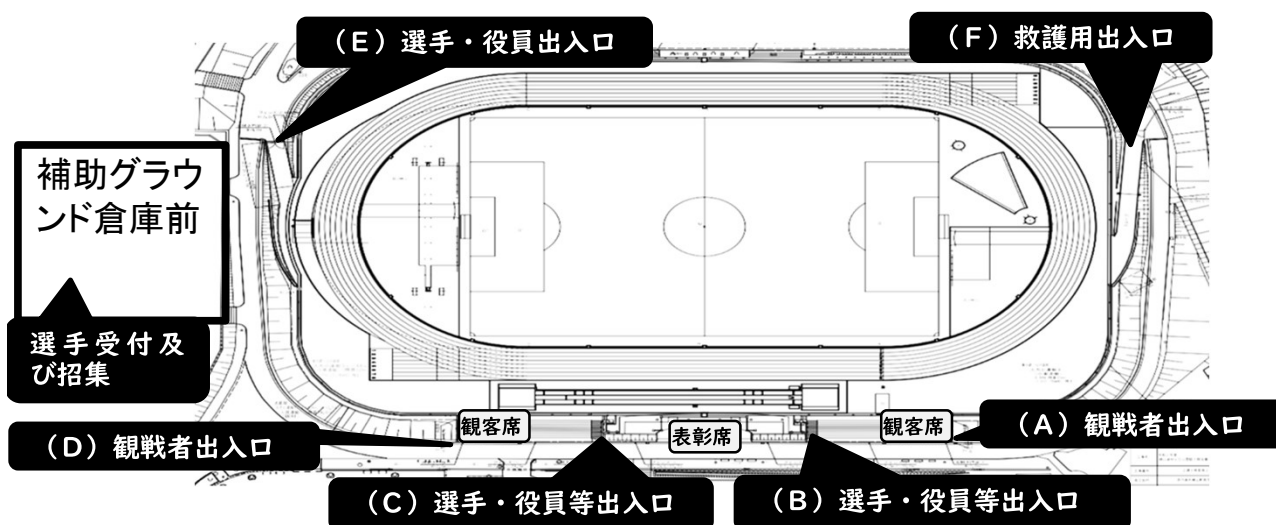 （E）選手・役員出入口
（F）救護用出入口
補助グラウ
ンド倉庫前
選手受付及
び招集
観客席
表彰席
観客席
（A）観戦者出入口
（D）観戦者出入口
（C）選手・役員等出入口
（B）選手・役員等出入口